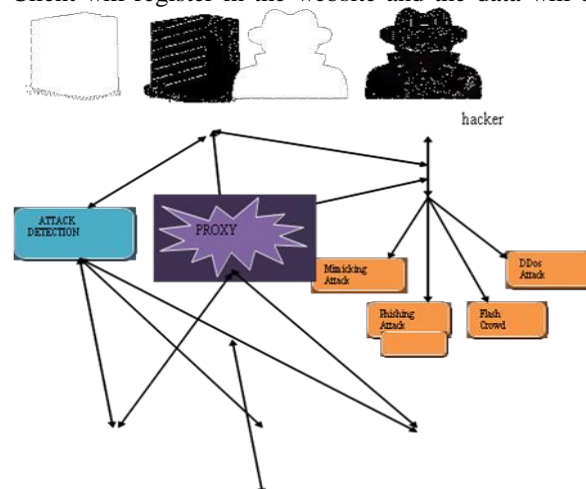 Client will register in the website and the data will
hacker
ATTACK
DETECTION
PROXY
Mimicking
Attack
DDos
Attack
Phishing
Attack
Flash
Crowd